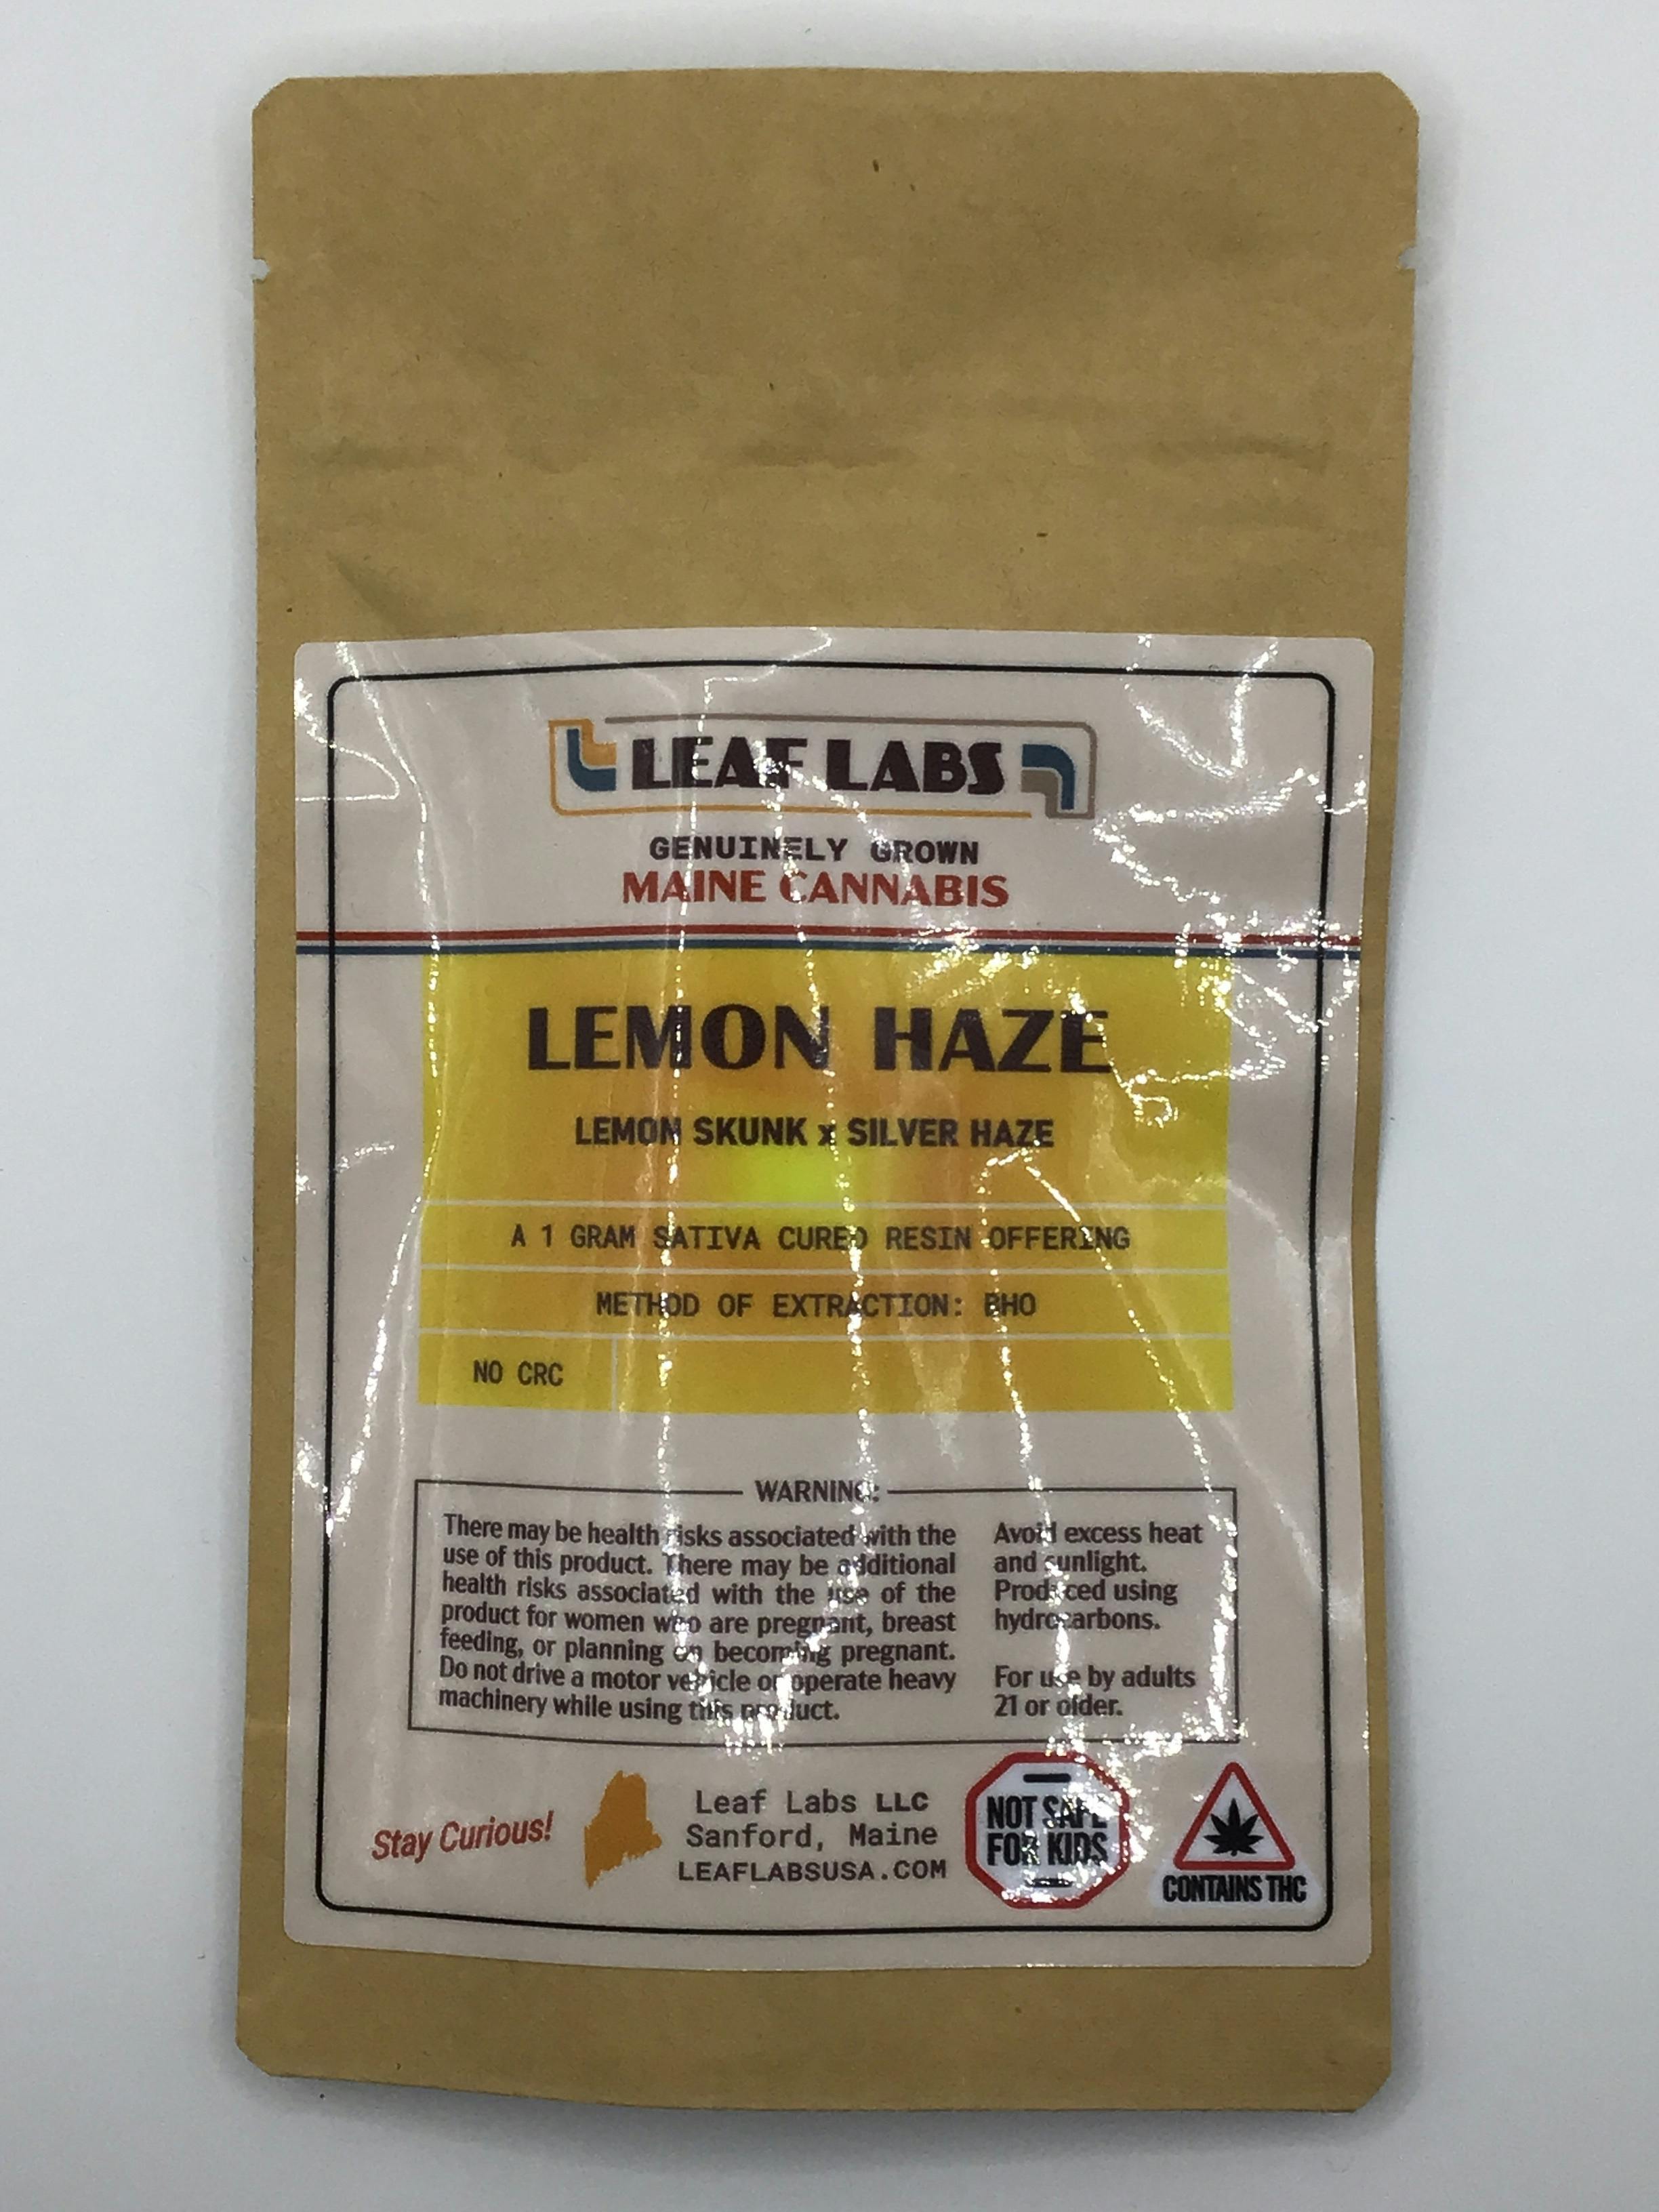 LEAF LABS
GENUINELY GROWN
MAINE CANNABIS
LEMON HAZE
LEMON SKUNK x SILVER HAZE
A 1 GRAM SATIVA CURED RESIN OFFERING
METHOD OF EXTRACTION: BHO
NO CRC
WARNING:
There may be health risks associated with the
use of this product. There may be additional
health risks associated with the use of the
product for women who are pregnant, breast
feeding, or planning on becoming pregnant.
Do not drive a motor vehicle or operate heavy
machinery while using this product.
Avoid excess heat
and sunlight.
Produced using
hydrocarbons.
For use by adults
21 or older.
Stay Curious!
Leaf Labs LLC
Sanford, Maine
LEAFLABSUSA.COM
NOT SAFE
FOR KIDS
CONTAINS THC